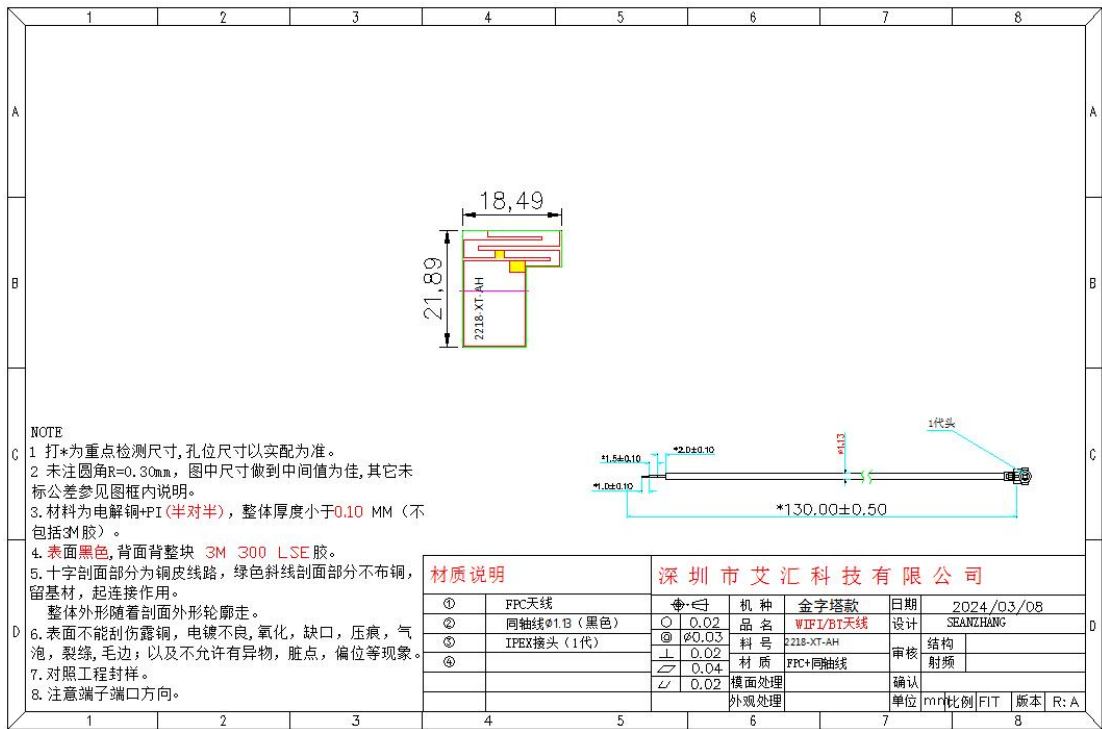 1 2 3 4 5 6 7 8
A A
18,49
21,89
2218-XT-AH
B B
NOTE
1 打*为重点检测尺寸,孔位尺寸以实配为准。
2 未注圆角R=0.30mm，图中尺寸做到中间值为佳,其它未
标公差参见图框内说明。
3.材料为电解铜+PI(半对半)，整体厚度小于0.10 MM（不
包括3M胶）。
4.表面黑色,背面背整块 3M 300 LSE胶。
5.十字剖面部分为铜皮线路，绿色斜线剖面部分不布铜，
留基材，起连接作用。
整体外形随着剖面外形轮廓走。
6.表面不能刮伤露铜，电镀不良,氧化，缺口，压痕，气
泡，裂缘,毛边；以及不允许有异物，脏点，偏位等现象。
7.对照工程封样。
8.注意端子端口方向。
C C
1代头
ø1.13
*2.0±0.10
*1.5±0.10
*1.0±0.10
*130.00±0.50
材质说明
① FPC天线
② 同轴线ø1.13（黑色）
③ IPEX接头（1代）
④
深圳市艾汇科技有限公司
机种 金字塔款 日期 2024/03/08
0.02 品名 WIFI/BT天线 设计 SEANZHANG
ø0.03 料号 2218-XT-AH 审核 结构
0.02 材质 FPC+同轴线 射频
0.04 模面处理 确认
0.02 外观处理 单位 mm 比例 FIT 版本 R:A
D D
1 2 3 4 5 6 7 8